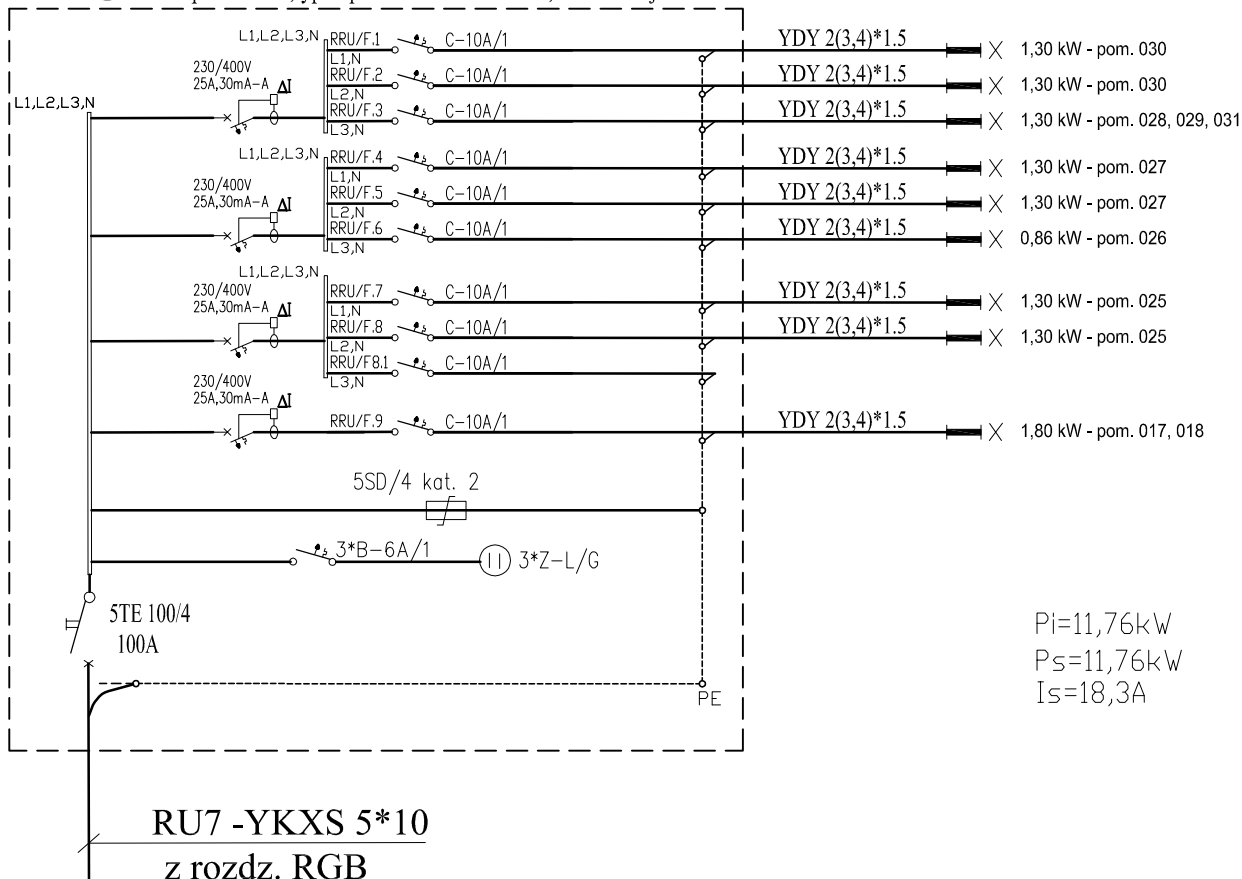 L1,L2,L3,N
L1,L2,L3,N
230/400V
25A,30mA-A ΔI
RRU/F.1 C-10A/1 YDY 2(3,4)*1.5 X 1,30 kW - pom. 030
L1,N
RRU/F.2 C-10A/1 YDY 2(3,4)*1.5 X 1,30 kW - pom. 030
L2,N
RRU/F.3 C-10A/1 YDY 2(3,4)*1.5 X 1,30 kW - pom. 028, 029, 031
L3,N
L1,L2,L3,N
230/400V
25A,30mA-A ΔI
RRU/F.4 C-10A/1 YDY 2(3,4)*1.5 X 1,30 kW - pom. 027
L1,N
RRU/F.5 C-10A/1 YDY 2(3,4)*1.5 X 1,30 kW - pom. 027
L2,N
RRU/F.6 C-10A/1 YDY 2(3,4)*1.5 X 0,86 kW - pom. 026
L3,N
L1,L2,L3,N
230/400V
25A,30mA-A ΔI
RRU/F.7 C-10A/1 YDY 2(3,4)*1.5 X 1,30 kW - pom. 025
L1,N
RRU/F.8 C-10A/1 YDY 2(3,4)*1.5 X 1,30 kW - pom. 025
L2,N
RRU/F8.1 C-10A/1
L3,N
230/400V
25A,30mA-A ΔI
RRU/F.9 C-10A/1 YDY 2(3,4)*1.5 X 1,80 kW - pom. 017, 018
5SD/4 kat. 2
3*B-6A/1 3*Z-L/G
5TE 100/4
100A
PE
Pi=11,76kW
Ps=11,76kW
Is=18,3A
RU7 -YKXS 5*10
z rozdz. RGB